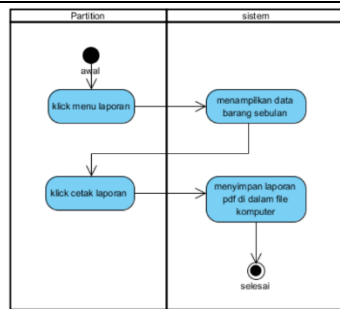 Partition
sistem
awal
klick menu laporan
menampilkan data
barang sebulan
klick cetak laporan
menyimpan laporan
pdf di dalam file
komputer
selesai